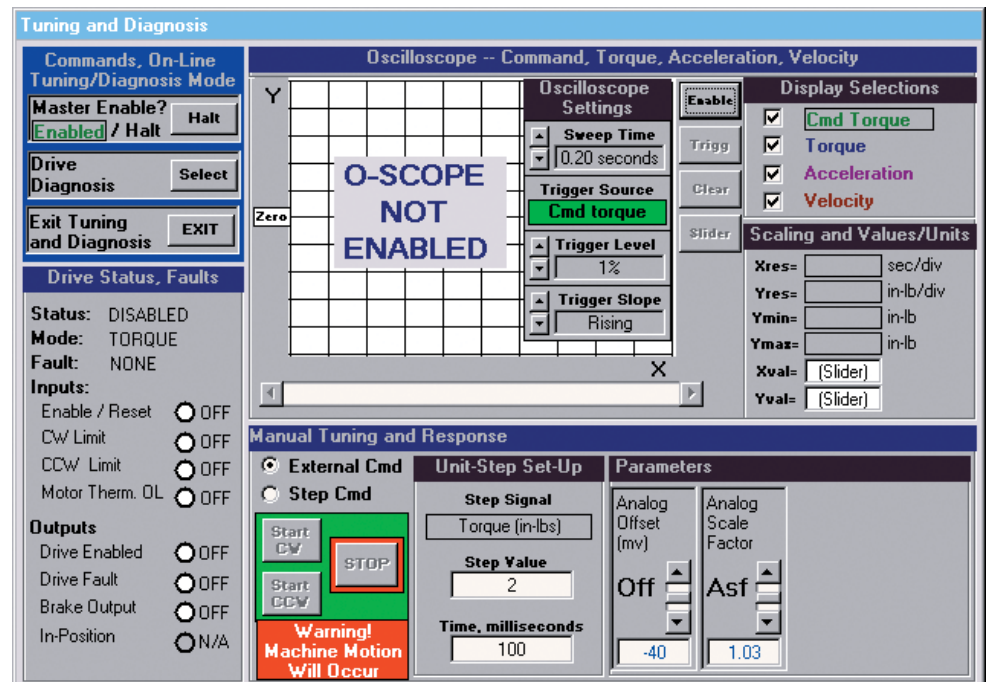 Tuning and Diagnosis
Commands, On-Line
Tuning/Diagnosis Mode
Master Enable?
Enabled / Halt
Halt
Drive
Diagnosis
Select
Exit Tuning
and Diagnosis
EXIT
Drive Status, Faults
Status: DISABLED
Mode: TORQUE
Fault: NONE
Inputs:
Enable / Reset OFF
CW Limit OFF
CCW Limit OFF
Motor Therm. OL OFF
Outputs
Drive Enabled OFF
Drive Fault OFF
Brake Output OFF
In-Position N/A
Oscilloscope -- Command, Torque, Acceleration, Velocity
Y
Zero
O-SCOPE
NOT
ENABLED
X
Oscilloscope
Settings
Sweep Time
0.20 seconds
Trigger Source
Cmd torque
Trigger Level
1%
Trigger Slope
Rising
Enable
Trigg
Clear
Slider
Display Selections
Cmd Torque
Torque
Acceleration
Velocity
Scaling and Values/Units
Xres= sec/div
Yres= in-lb/div
Ymin= in-lb
Ymax= in-lb
Xval= (Slider)
Yval= (Slider)
Manual Tuning and Response
External Cmd
Step Cmd
Start
CW
STOP
Start
CCW
Warning!
Machine Motion
Will Occur
Unit-Step Set-Up
Step Signal
Torque (in-lbs)
Step Value
2
Time, milliseconds
100
Parameters
Analog
Offset
(mv)
Off
-40
Analog
Scale
Factor
Asf
1.03